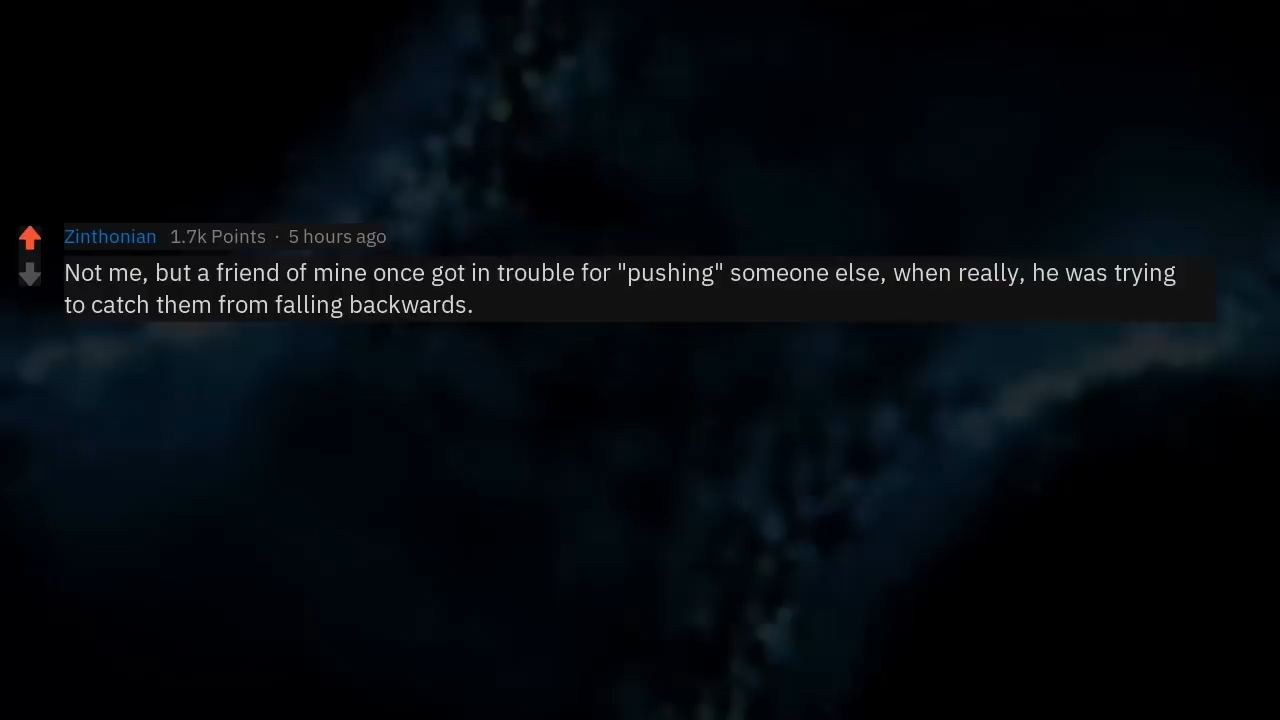 Zinthonian 1.7k Points · 5 hours ago
Not me, but a friend of mine once got in trouble for "pushing" someone else, when really, he was trying
to catch them from falling backwards.